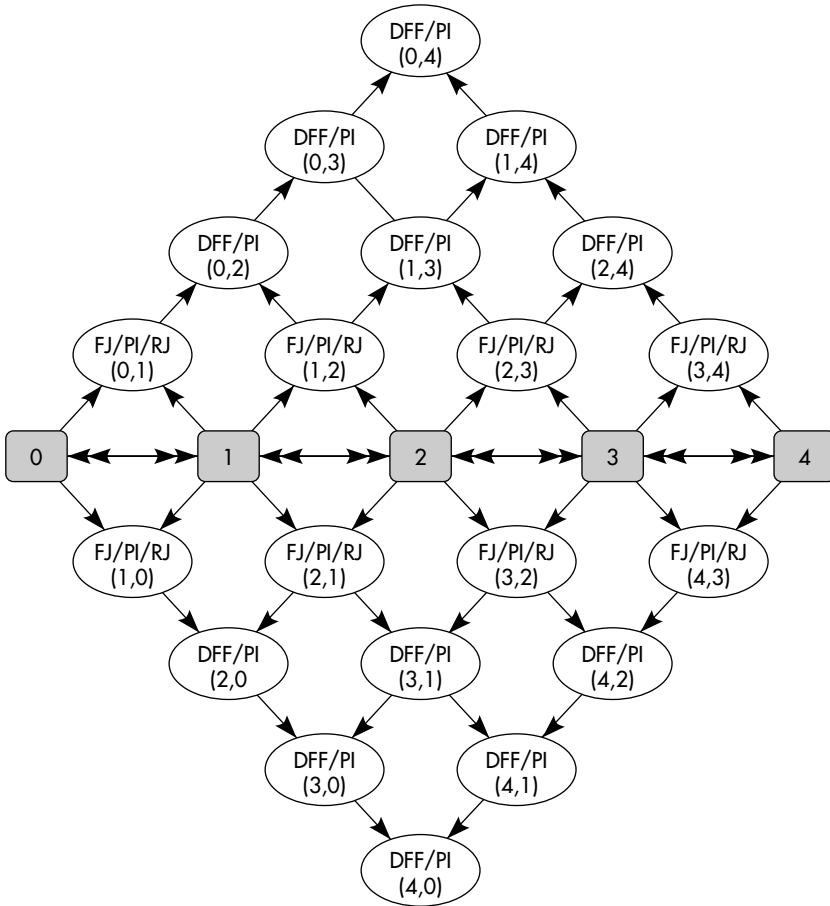 DFF/PI
(0,4)
DFF/PI
(0,3)
DFF/PI
(1,4)
DFF/PI
(0,2)
DFF/PI
(1,3)
DFF/PI
(2,4)
FJ/PI/RJ
(0,1)
FJ/PI/RJ
(1,2)
FJ/PI/RJ
(2,3)
FJ/PI/RJ
(3,4)
0
1
2
3
4
FJ/PI/RJ
(1,0)
FJ/PI/RJ
(2,1)
FJ/PI/RJ
(3,2)
FJ/PI/RJ
(4,3)
DFF/PI
(2,0
DFF/PI
(3,1)
DFF/PI
(4,2)
DFF/PI
(3,0)
DFF/PI
(4,1)
DFF/PI
(4,0)